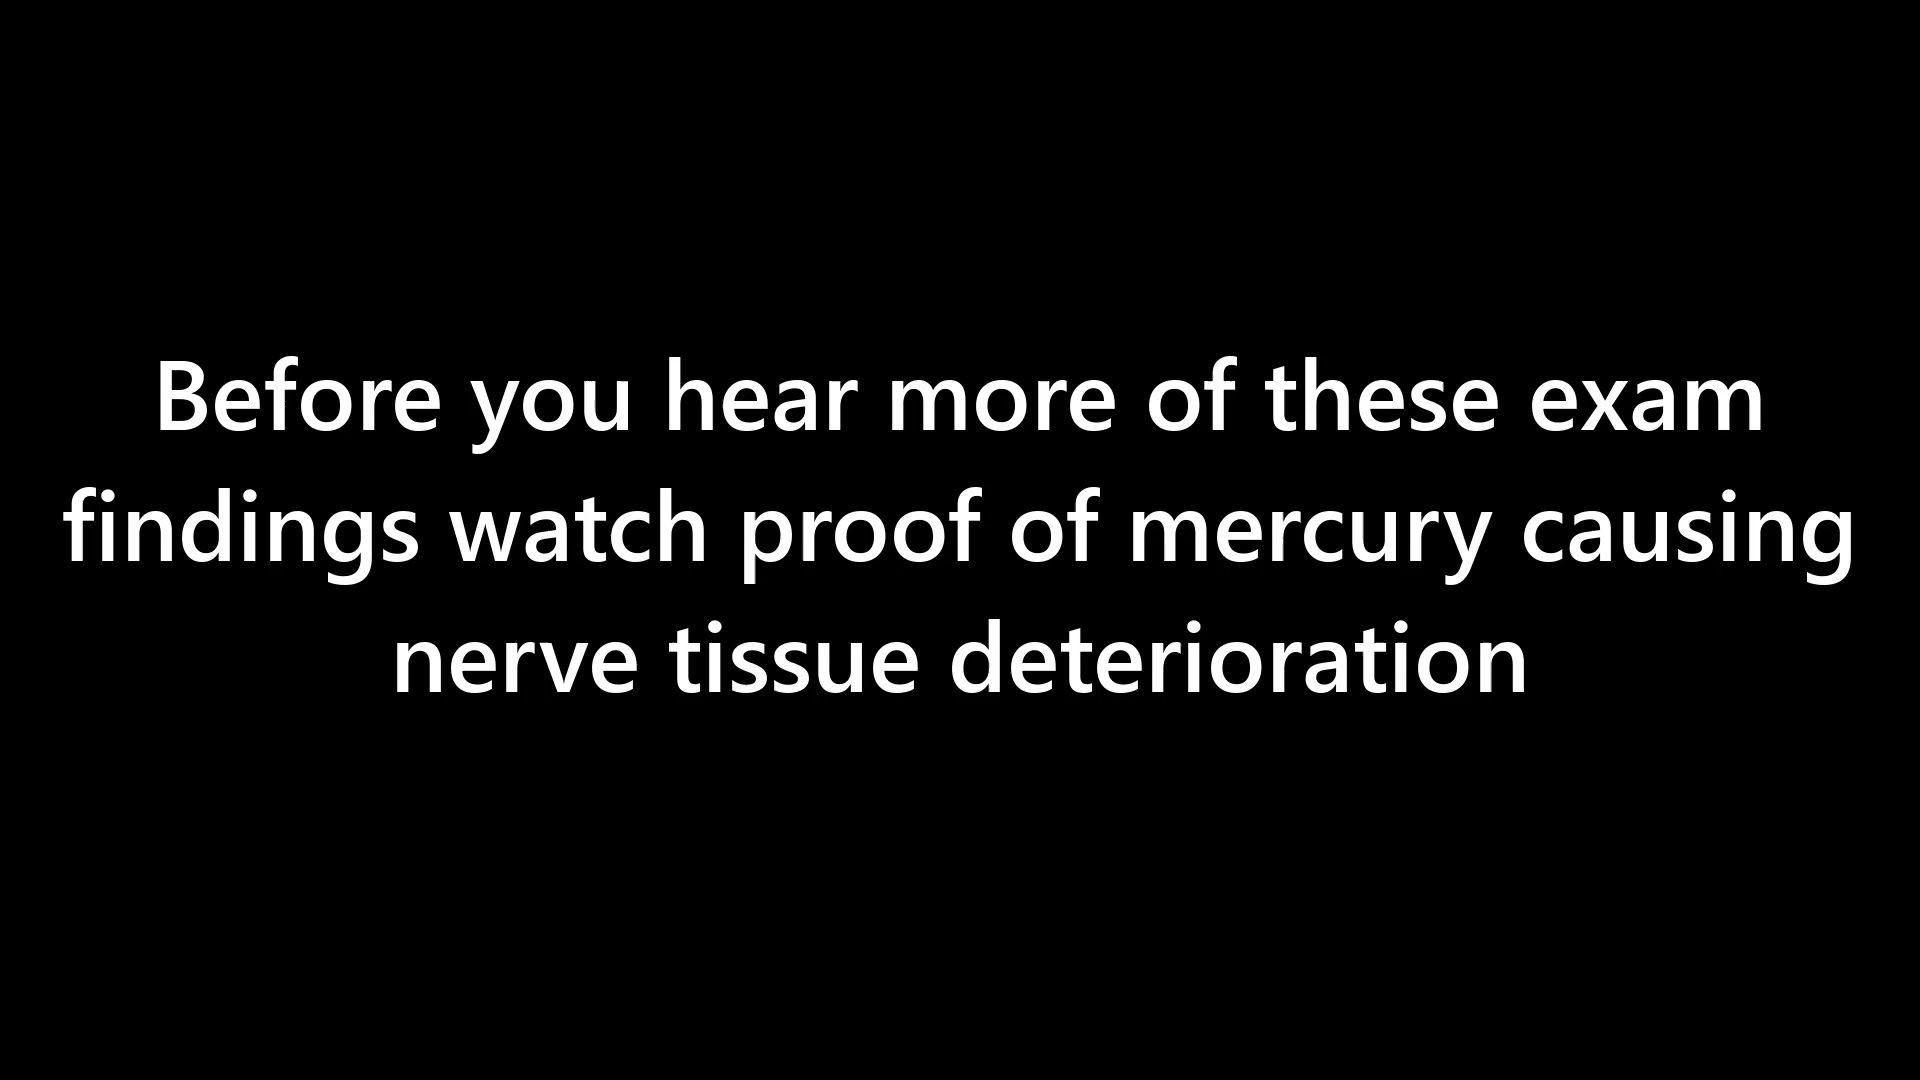 Before you hear more of these exam
findings watch proof of mercury causing
nerve tissue deterioration